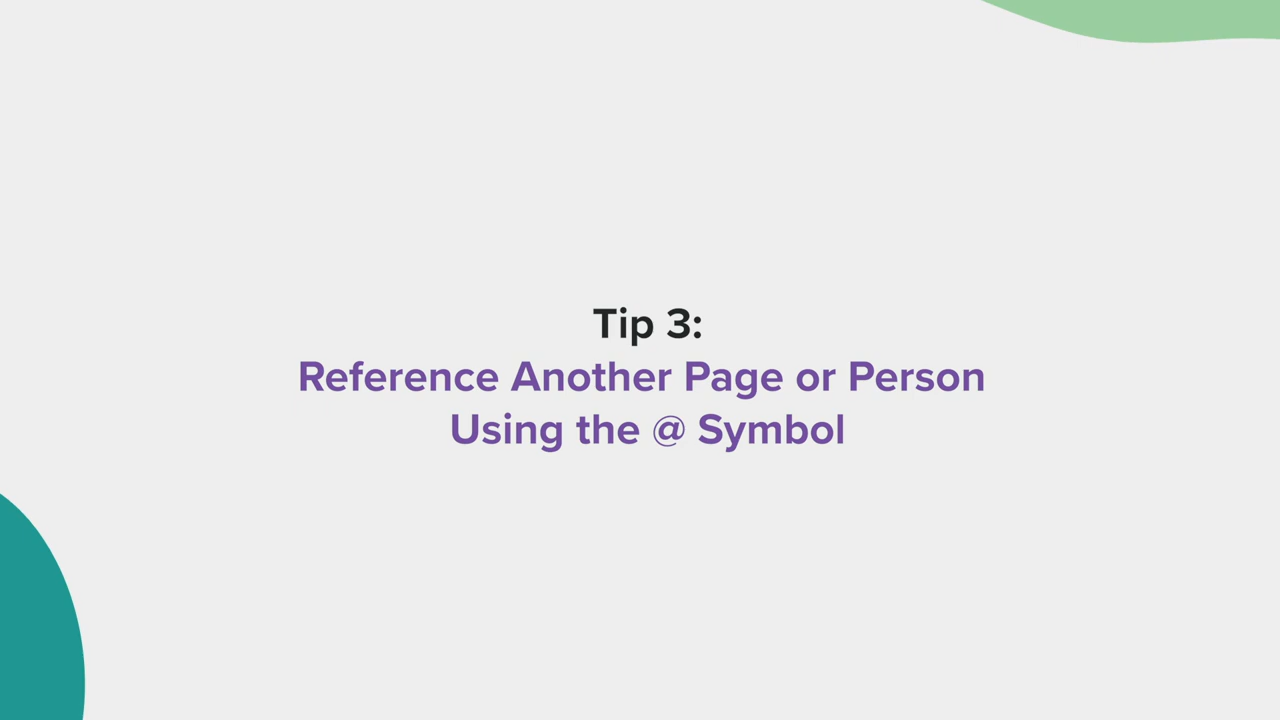 Tip 3:
Reference Another Page or Person
Using the @ Symbol